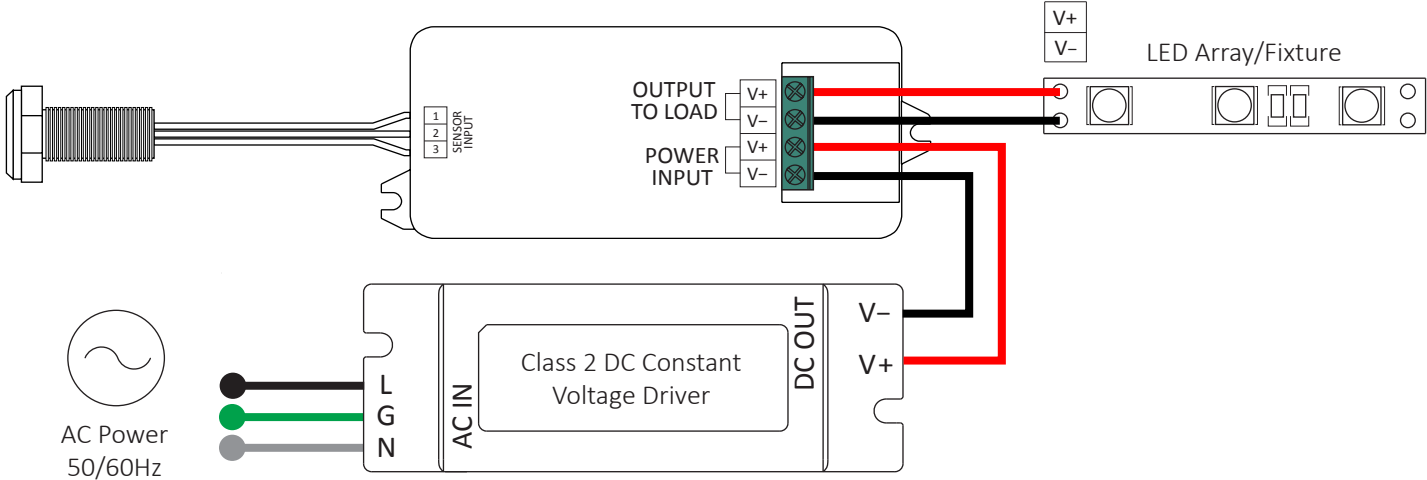 V+
V–
LED Array/Fixture
OUTPUT
TO LOAD
V+
V–
POWER
INPUT
V+
V–
1
2
3
SENSOR
INPUT
AC Power
50/60Hz
L
G
N
AC IN
Class 2 DC Constant
Voltage Driver
DC OUT
V–
V+